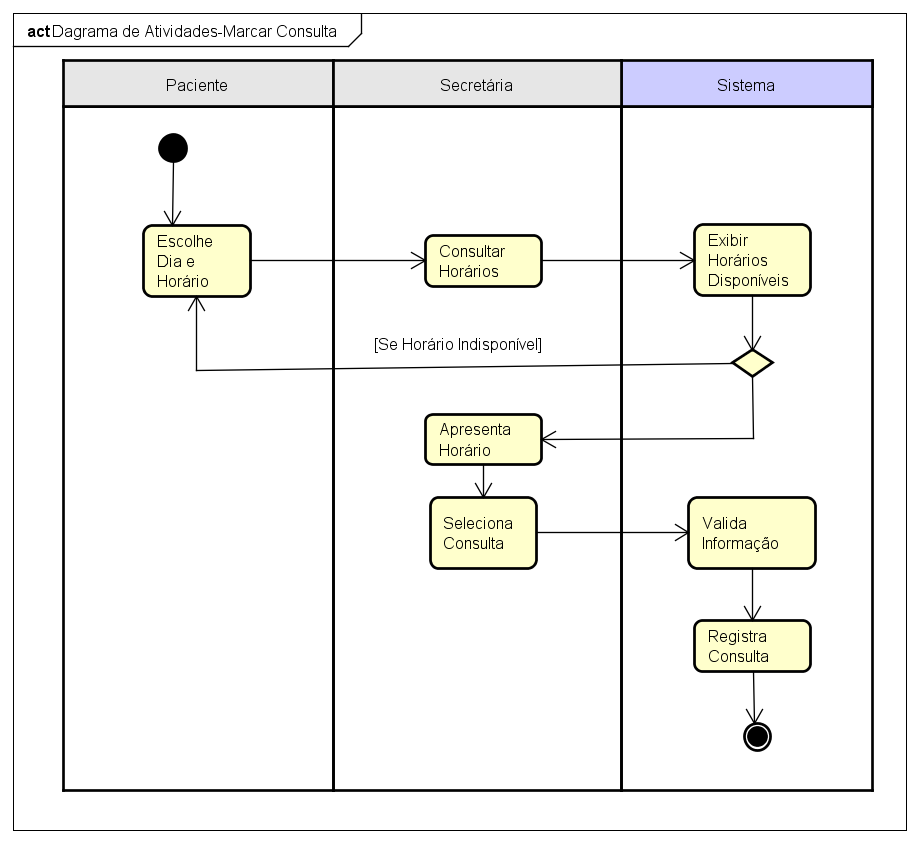 act Dagrama de Atividades-Marcar Consulta
Paciente
Secretária
Sistema
Escolhe
Dia e
Horário
Consultar
Horários
Exibir
Horários
Disponíveis
[Se Horário Indisponível]
Apresenta
Horário
Seleciona
Consulta
Valida
Informação
Registra
Consulta